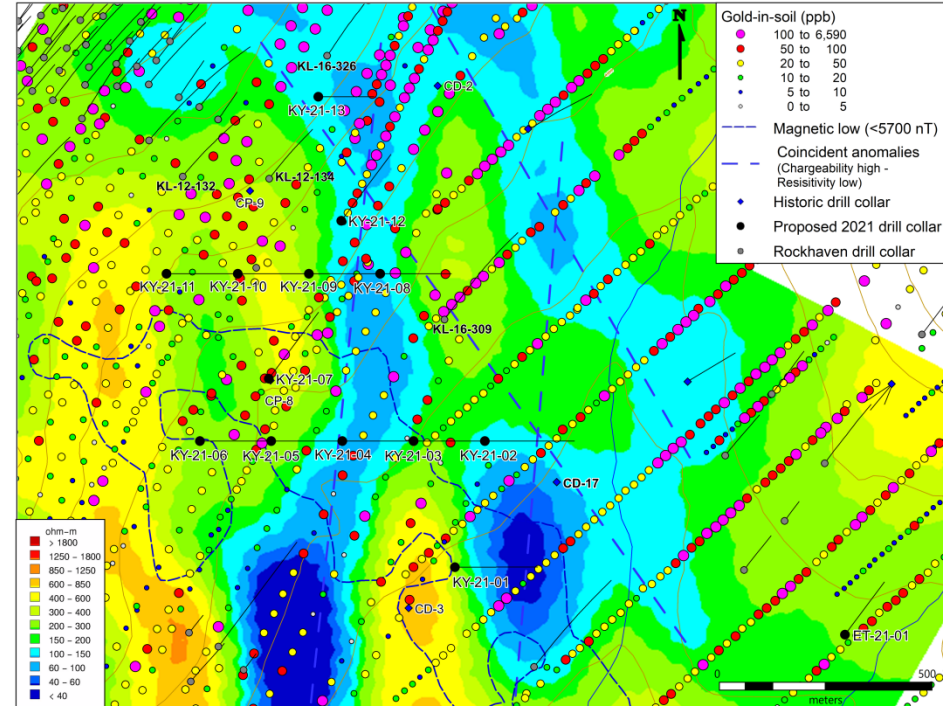 Gold-in-soil (ppb)
100 to 6,590
50 to 100
20 to 50
10 to 20
5 to 10
0 to 5
Magnetic low (<5700 nT)
Coincident anomalies
(Chargeability high -
Resisitivity low)
Historic drill collar
Proposed 2021 drill collar
Rockhaven drill collar
N
KL-16-326
CD-2
KY-21-13
KL-12-132
KL-12-134
CP-9
KY-21-12
KY-21-11
KY-21-10
KY-21-09
KY-21-08
KL-16-309
KY-21-07
CP-8
KY-21-06
KY-21-05
KY-21-04
KY-21-03
KY-21-02
CD-17
KY-21-01
CD-3
ET-21-01
ohm-m
> 1800
1250 - 1800
850 - 1250
600 - 850
400 - 600
300 - 400
200 - 300
150 - 200
100 - 150
60 - 100
40 - 60
< 40
0
500
meters